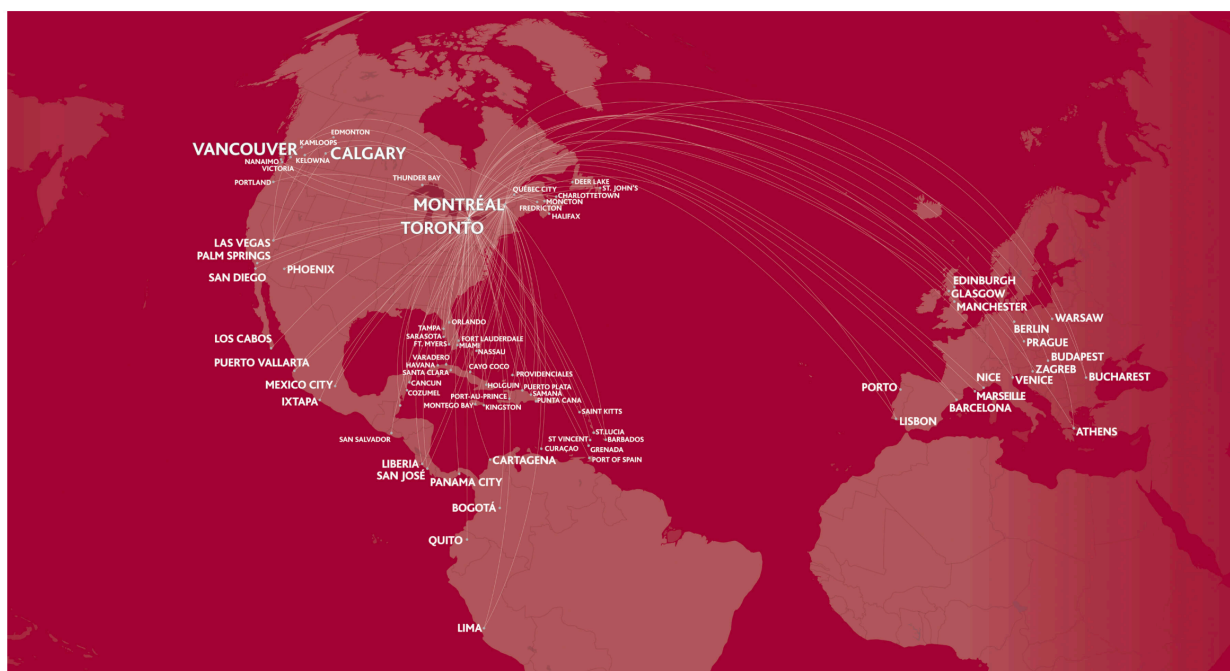 EDMONTON
KAMLOOPS
VANCOUVER
CALGARY
NANAIMO
KELOWNA
VICTORIA
PORTLAND
THUNDER BAY
QUÉBEC CITY
DEER LAKE
ST. JOHN'S
CHARLOTTETOWN
MONCTON
FREDRICTON
HALIFAX
MONTRÉAL
TORONTO
LAS VEGAS
PALM SPRINGS
SAN DIEGO
PHOENIX
LOS CABOS
PUERTO VALLARTA
MEXICO CITY
IXTAPA
ORLANDO
TAMPA
SARASOTA
FT. MYERS
FORT LAUDERDALE
MIAMI
NASSAU
VARADERO
HAVANA
SANTA CLARA
CAYO COCO
PROVIDENCIALES
CANCUN
COZUMEL
HOLGUIN
PUERTO PLATA
PORT-AU-PRINCE
SAMANÁ
PUNTA CANA
MONTEGO BAY
KINGSTON
SAINT KITTS
SAN SALVADOR
ST.LUCIA
ST VINCENT
BARBADOS
CURAÇAO
GRENADA
PORT OF SPAIN
LIBERIA
SAN JOSÉ
CARTAGENA
PANAMA CITY
BOGOTÁ
QUITO
LIMA
EDINBURGH
GLASGOW
MANCHESTER
WARSAW
BERLIN
PRAGUE
BUDAPEST
ZAGREB
NICE
VENICE
BUCHAREST
PORTO
MARSEILLE
BARCELONA
LISBON
ATHENS